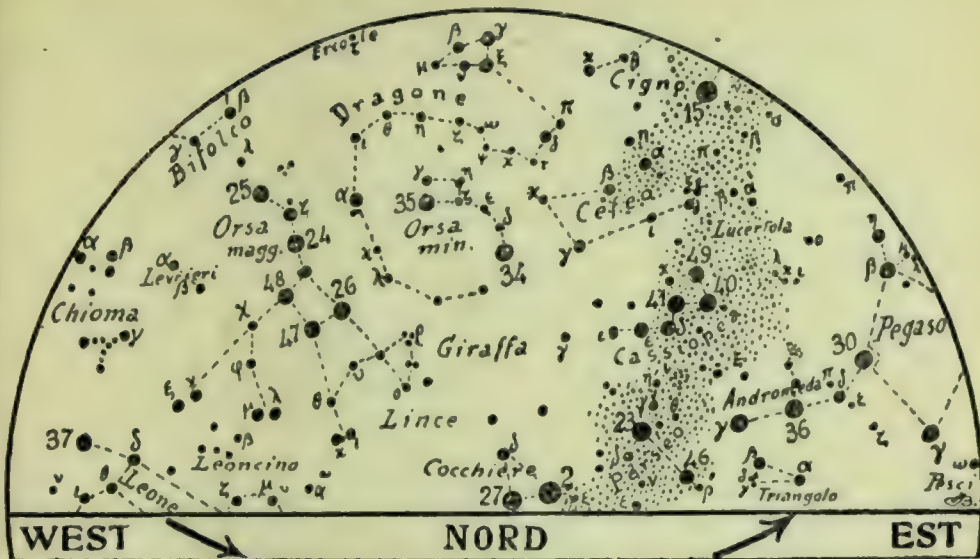 Ercole
β γ
μ ν ξ
Cigno
15
Dragone
ι θ η ζ ω
ψ χ τ
π
δ
β
γ
Bifolco
λ
25
ζ
Orsa
magg.
24
α
κ
λ
γ η
35
ζ ε
Orsa
min.
δ
34
η
α
β
κ
Cefeo
ζ
ι
γ
π
β α
Lucertola
ο
π
η
β
μ λ
Pegaso
30
γ
α β
Chioma
γ
α
Levrieri
β
48
26
47
χ
ξ ν
φ
μ λ
θ
υ
ο
ρ
κ ι
Giraffa
Lince
γ
49
41
40
κ
ι ε δ
Cassiopea
λ
ξ
η
γ
23
Perseo
δ
ν
46
ρ
Andromeda
γ
36
π δ
ε
ζ
β
δ
γ
α
Triangolo
ω
Pesci
37
δ
ν
ι
θ
Leone
β
Leoncino
μ
α
δ
Cocchiere
27
2
WEST
NORD
EST